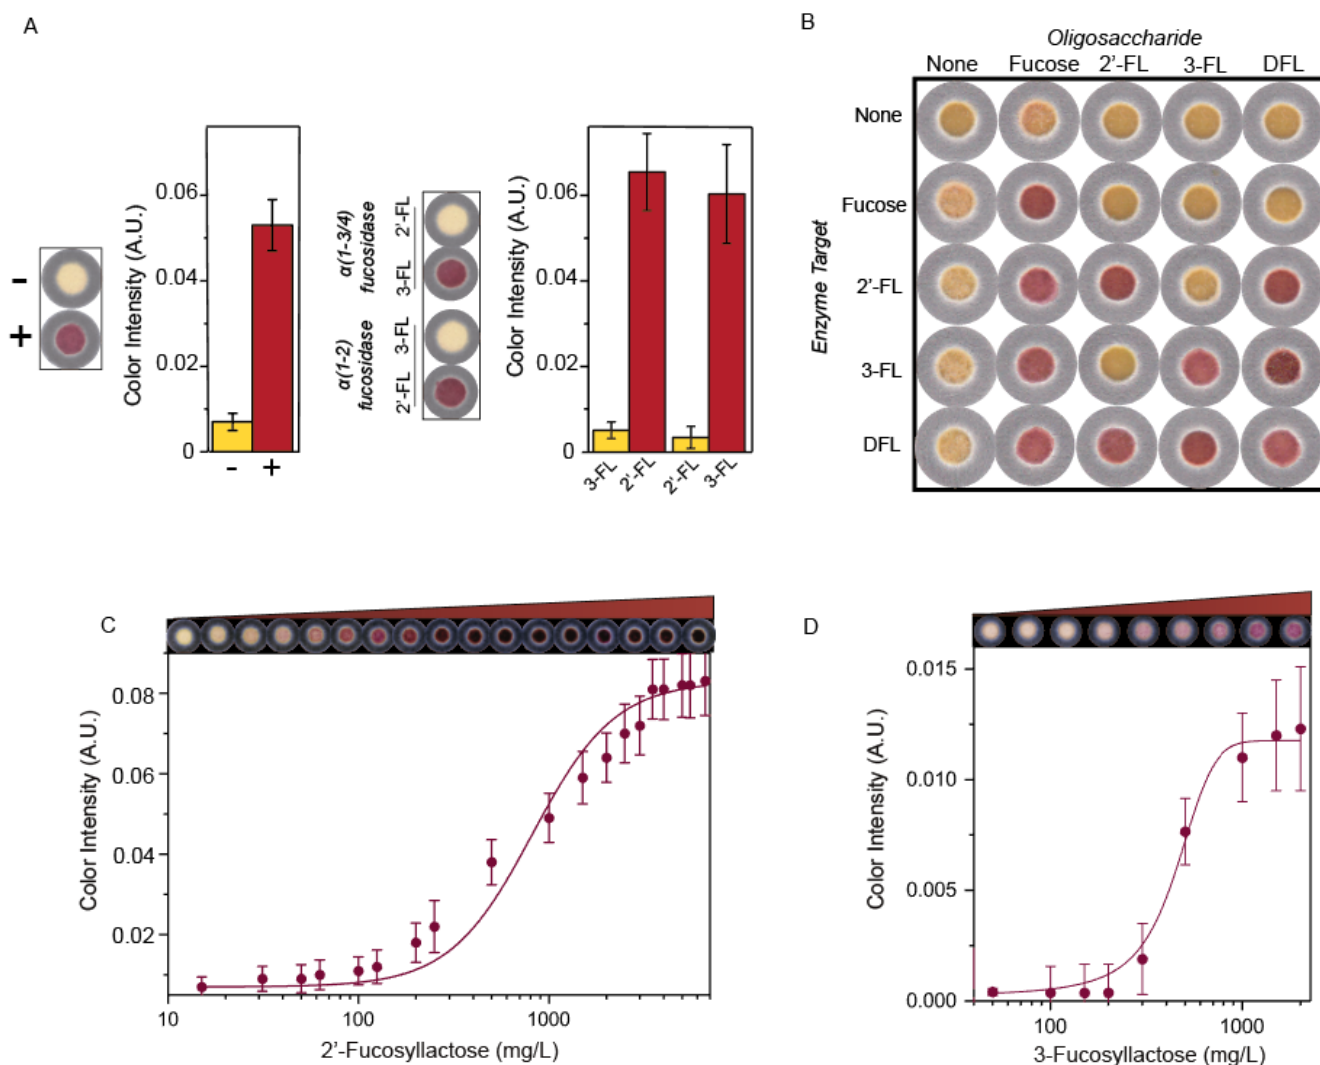 A
Color Intensity (A.U.)
0.06
0.04
0.02
0
-
+
-
+
α(1-3/4)
fucosidase
2'-FL
3-FL
α(1-2)
fucosidase
3-FL
2'-FL
Color Intensity (A.U.)
0.06
0.04
0.02
0
3-FL
2'-FL
2'-FL
3-FL
B
Oligosaccharide
None Fucose 2'-FL 3-FL DFL
Enzyme Target
None
Fucose
2'-FL
3-FL
DFL
C
Color Intensity (A.U.)
0.08
0.06
0.04
0.02
10 100 1000
2'-Fucosyllactose (mg/L)
D
Color Intensity (A.U.)
0.015
0.010
0.005
0.000
100 1000
3-Fucosyllactose (mg/L)